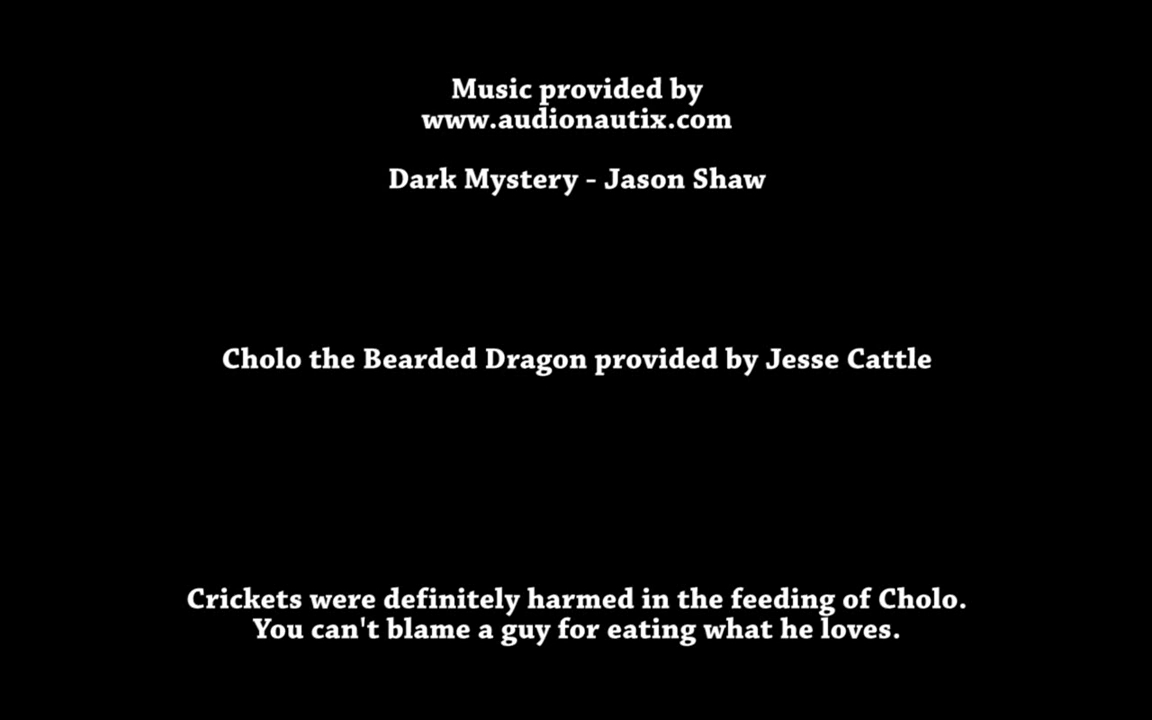 Music provided by
www.audionautix.com
Dark Mystery - Jason Shaw
Cholo the Bearded Dragon provided by Jesse Cattle
Crickets were definitely harmed in the feeding of Cholo.
You can't blame a guy for eating what he loves.